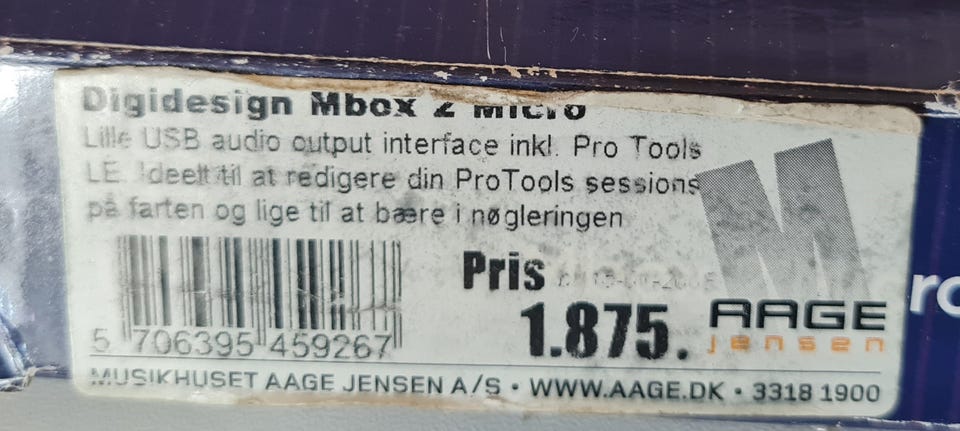 Digidesign Mbox 2 Micro
Lille USB audio output interface inkl. Pro Tools
LE. Ideelt til at redigere din ProTools sessions
på farten og lige til at bære i nøgleringen
Pris
1.875.
AAGE
jensen
5 706395 459267
MUSIKHUSET AAGE JENSEN A/S · WWW.AAGE.DK · 3318 1900